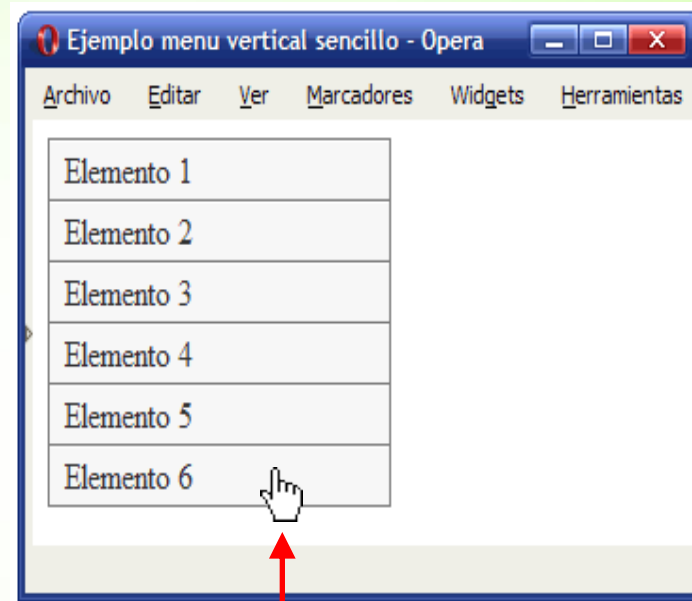 Ejemplo menu vertical sencillo - Opera
Archivo Editar Ver Marcadores Widgets Herramientas
Elemento 1
Elemento 2
Elemento 3
Elemento 4
Elemento 5
Elemento 6